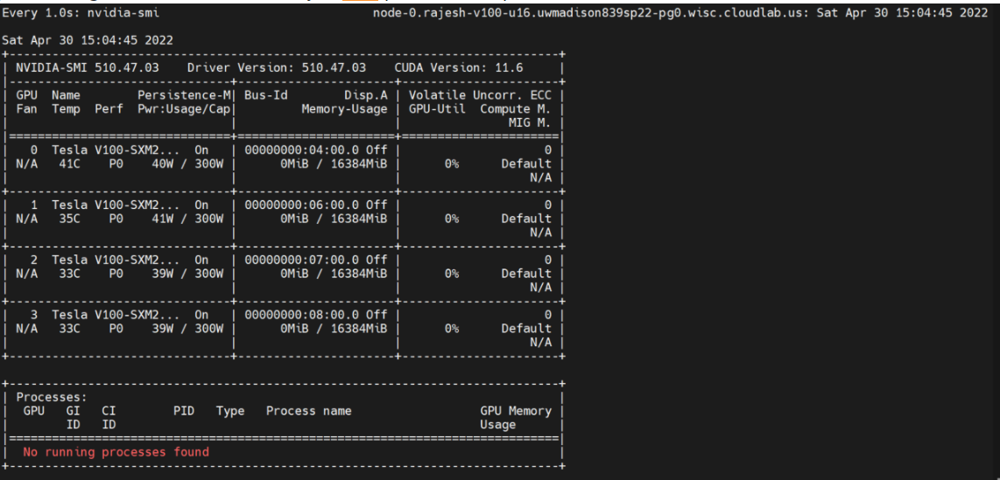 Every 1.0s: nvidia-smi                                        node-0.rajesh-v100-u16.uwmadison839sp22-pg0.wisc.cloudlab.us: Sat Apr 30 15:04:45 2022
Sat Apr 30 15:04:45 2022
+-----------------------------------------------------------------------------+
| NVIDIA-SMI 510.47.03    Driver Version: 510.47.03    CUDA Version: 11.6     |
|-------------------------------+----------------------+----------------------+
| GPU  Name        Persistence-M| Bus-Id        Disp.A | Volatile Uncorr. ECC |
| Fan  Temp  Perf  Pwr:Usage/Cap|         Memory-Usage | GPU-Util  Compute M. |
|                               |                      |               MIG M. |
|===============================+======================+======================|
|   0  Tesla V100-SXM2...  On   | 00000000:04:00.0 Off |                    0 |
| N/A   41C    P0    40W / 300W |      0MiB / 16384MiB |      0%      Default |
|                               |                      |                  N/A |
+-------------------------------+----------------------+----------------------+
|   1  Tesla V100-SXM2...  On   | 00000000:06:00.0 Off |                    0 |
| N/A   35C    P0    41W / 300W |      0MiB / 16384MiB |      0%      Default |
|                               |                      |                  N/A |
+-------------------------------+----------------------+----------------------+
|   2  Tesla V100-SXM2...  On   | 00000000:07:00.0 Off |                    0 |
| N/A   33C    P0    39W / 300W |      0MiB / 16384MiB |      0%      Default |
|                               |                      |                  N/A |
+-------------------------------+----------------------+----------------------+
|   3  Tesla V100-SXM2...  On   | 00000000:08:00.0 Off |                    0 |
| N/A   33C    P0    39W / 300W |      0MiB / 16384MiB |      0%      Default |
|                               |                      |                  N/A |
+-------------------------------+----------------------+----------------------+
+-----------------------------------------------------------------------------+
| Processes:                                                                  |
|  GPU   GI   CI        PID   Type   Process name                  GPU Memory |
|        ID   ID                                                   Usage      |
|=============================================================================|
|  No running processes found                                                 |
+-----------------------------------------------------------------------------+